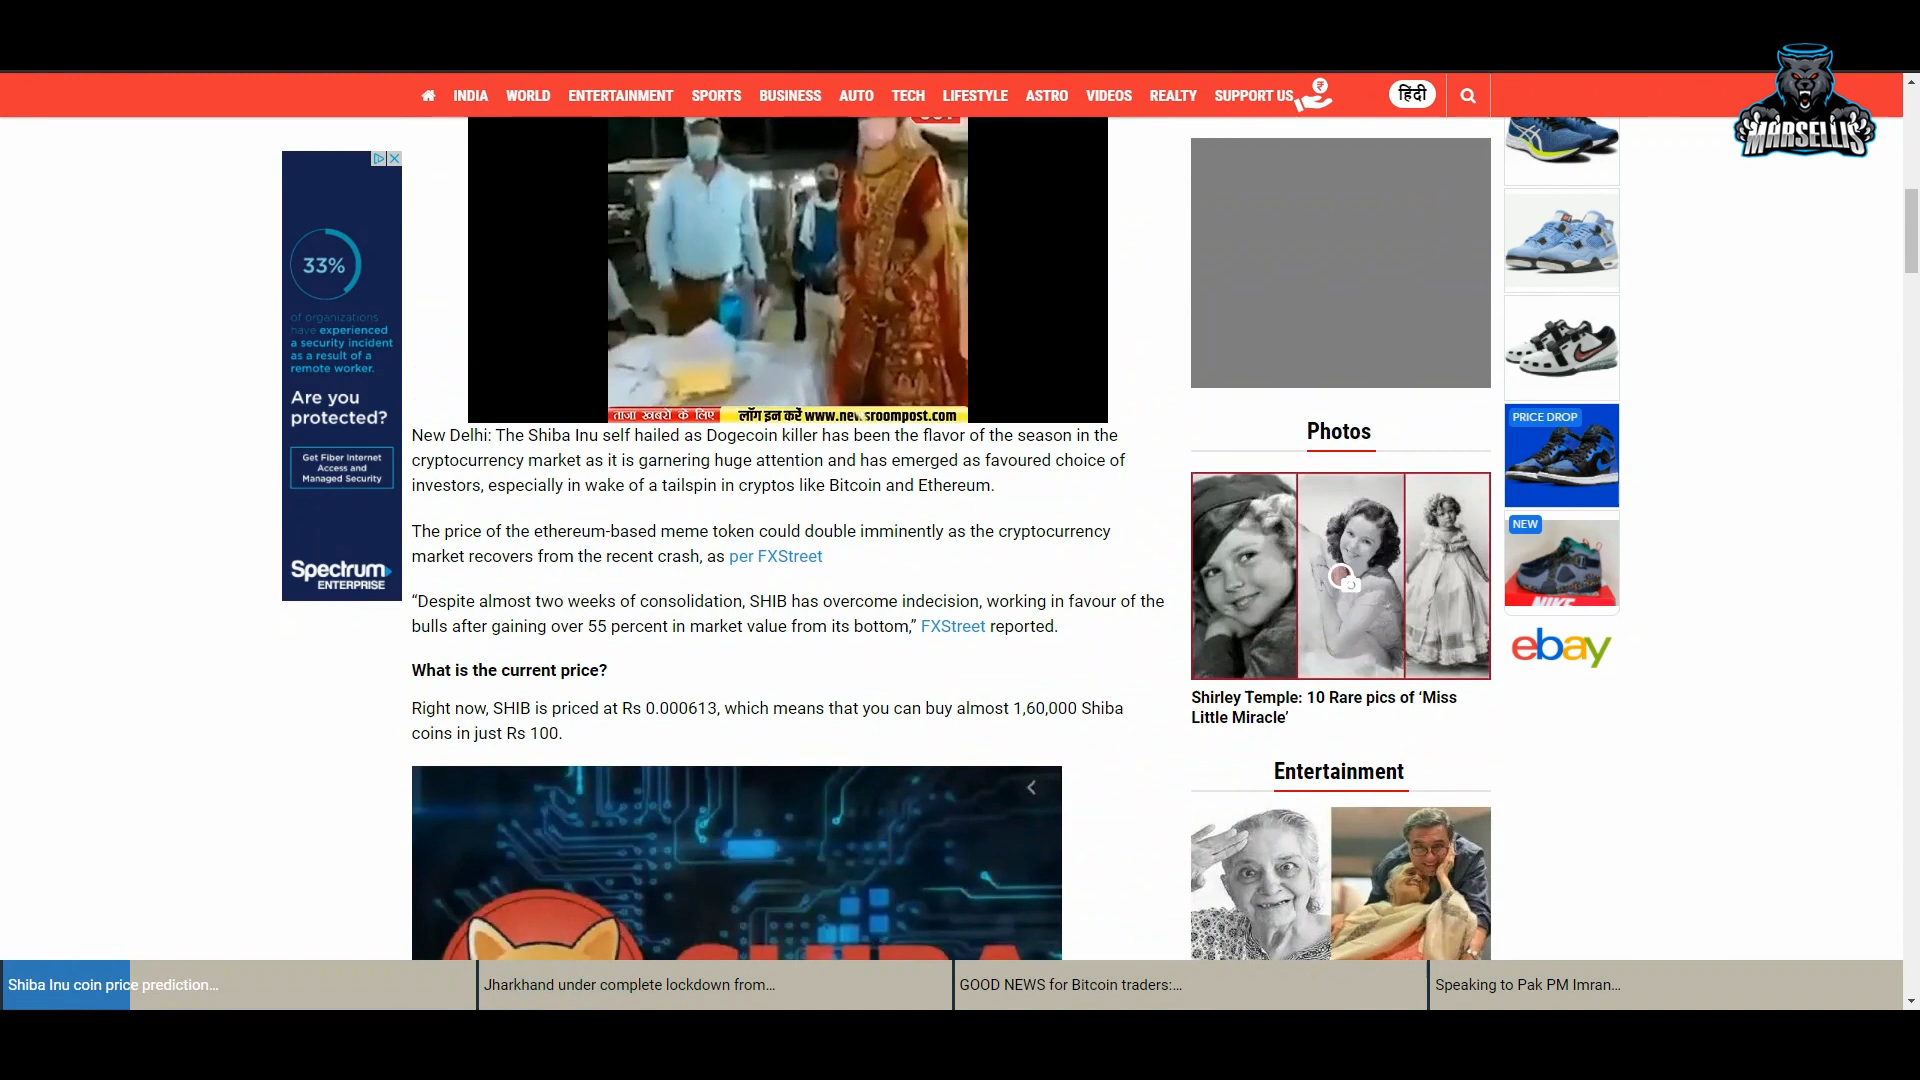 INDIA WORLD ENTERTAINMENT SPORTS BUSINESS AUTO TECH LIFESTYLE ASTRO VIDEOS REALTY SUPPORT US हिंदी
MARSELLIS
33%
of organizations
have experienced
a security incident
as a result of a
remote worker.
Are you
protected?
Get Fiber Internet
Access and
Managed Security
Spectrum
ENTERPRISE
ताजा खबरों के लिए लॉग इन करें www.newsroompost.com
New Delhi: The Shiba Inu self hailed as Dogecoin killer has been the flavor of the season in the
cryptocurrency market as it is garnering huge attention and has emerged as favoured choice of
investors, especially in wake of a tailspin in cryptos like Bitcoin and Ethereum.
The price of the ethereum-based meme token could double imminently as the cryptocurrency
market recovers from the recent crash, as per FXStreet
“Despite almost two weeks of consolidation, SHIB has overcome indecision, working in favour of the
bulls after gaining over 55 percent in market value from its bottom,” FXStreet reported.
What is the current price?
Right now, SHIB is priced at Rs 0.000613, which means that you can buy almost 1,60,000 Shiba
coins in just Rs 100.
Photos
Shirley Temple: 10 Rare pics of ‘Miss
Little Miracle’
Entertainment
PRICE DROP
NEW
NIKE
ebay
Shiba Inu coin price prediction...
Jharkhand under complete lockdown from...
GOOD NEWS for Bitcoin traders:...
Speaking to Pak PM Imran...